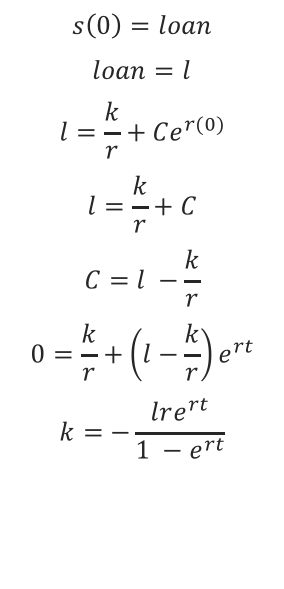 s(0) = loan
loan = l
l = k/r + Ce^{r(0)}
l = k/r + C
C = l − k/r
0 = k/r + (l − k/r) e^{rt}
k = − lre^{rt}/(1 − e^{rt})